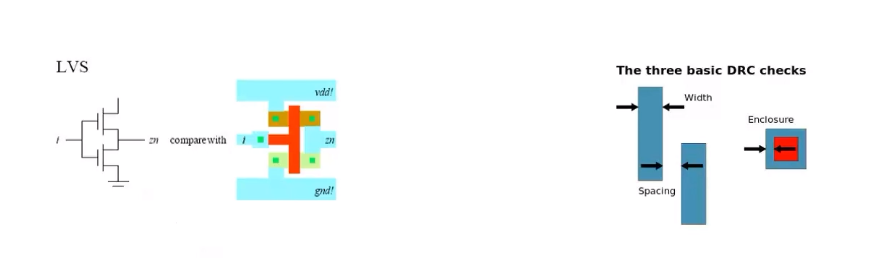 LVS
vdd!
i zn compare with i zn
gnd!
The three basic DRC checks
Width
Enclosure
Spacing